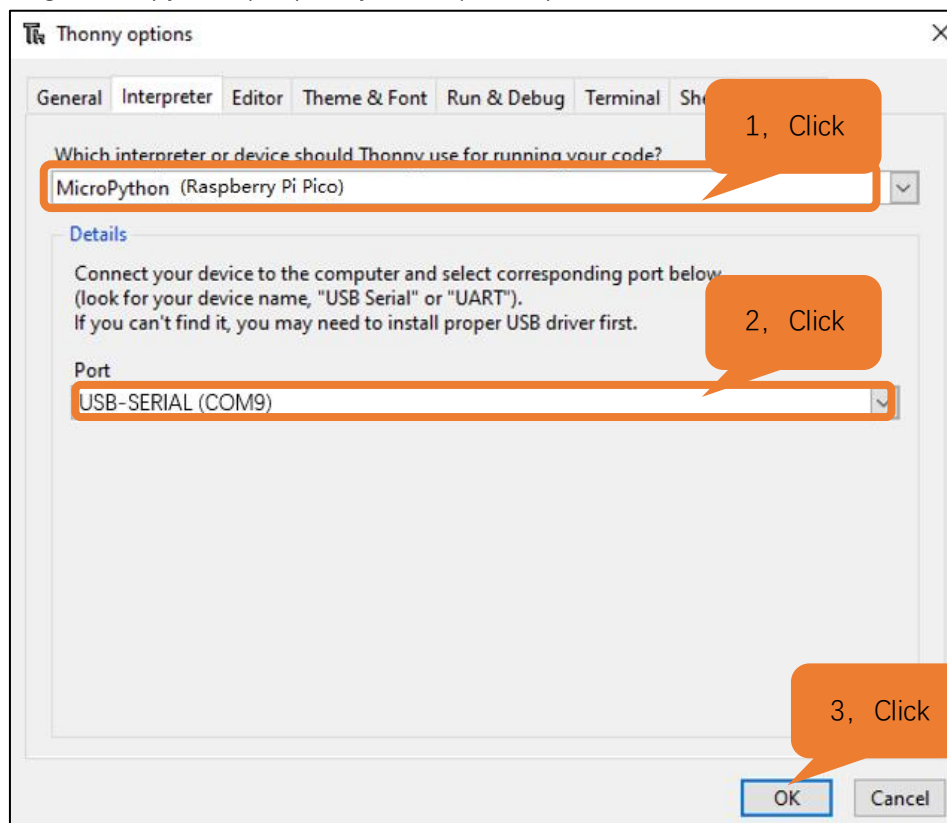 Thonny options
General Interpreter Editor Theme & Font Run & Debug Terminal
1, Click
Which interpreter or device should Thonny use for running your code?
MicroPython (Raspberry Pi Pico)
Details
Connect your device to the computer and select corresponding port below
(look for your device name, "USB Serial" or "UART").
If you can't find it, you may need to install proper USB driver first.
2, Click
Port
USB-SERIAL (COM9)
3, Click
OK Cancel